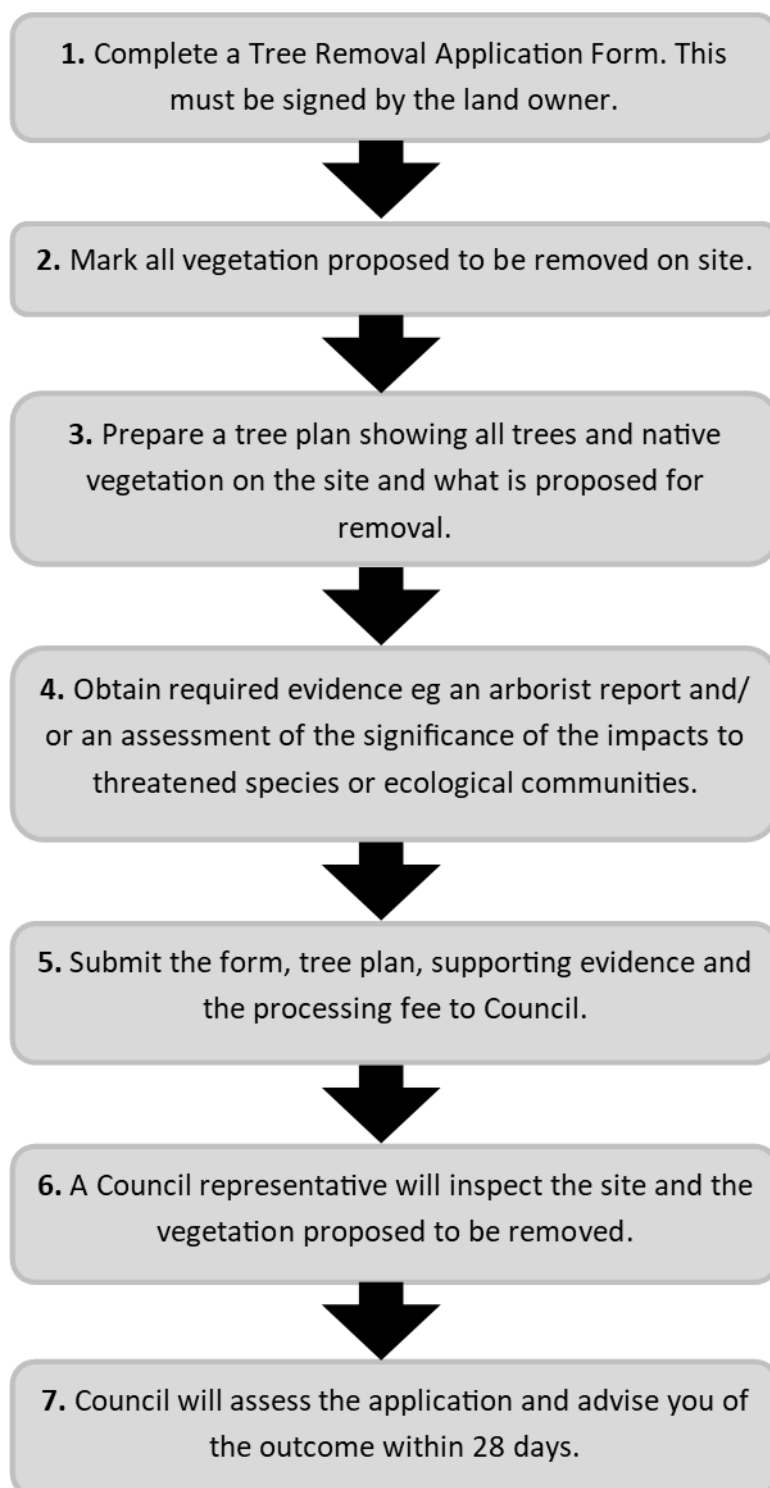 1. Complete a Tree Removal Application Form. This
must be signed by the land owner.
2. Mark all vegetation proposed to be removed on site.
3. Prepare a tree plan showing all trees and native
vegetation on the site and what is proposed for
removal.
4. Obtain required evidence eg an arborist report and/
or an assessment of the significance of the impacts to
threatened species or ecological communities.
5. Submit the form, tree plan, supporting evidence and
the processing fee to Council.
6. A Council representative will inspect the site and the
vegetation proposed to be removed.
7. Council will assess the application and advise you of
the outcome within 28 days.